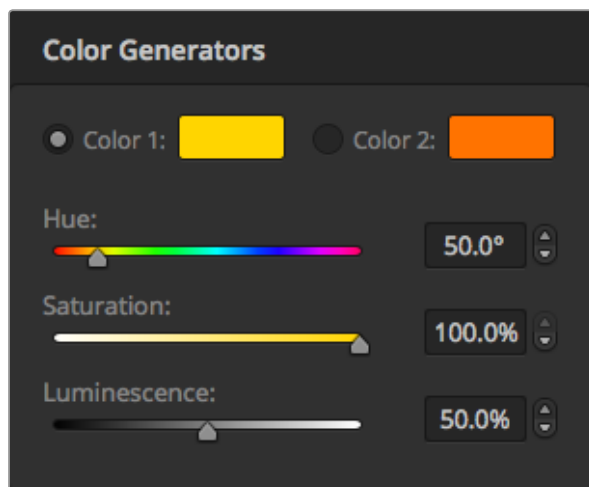 Color Generators
Color 1: Color 2:
Hue:
50.0°
Saturation:
100.0%
Luminescence:
50.0%